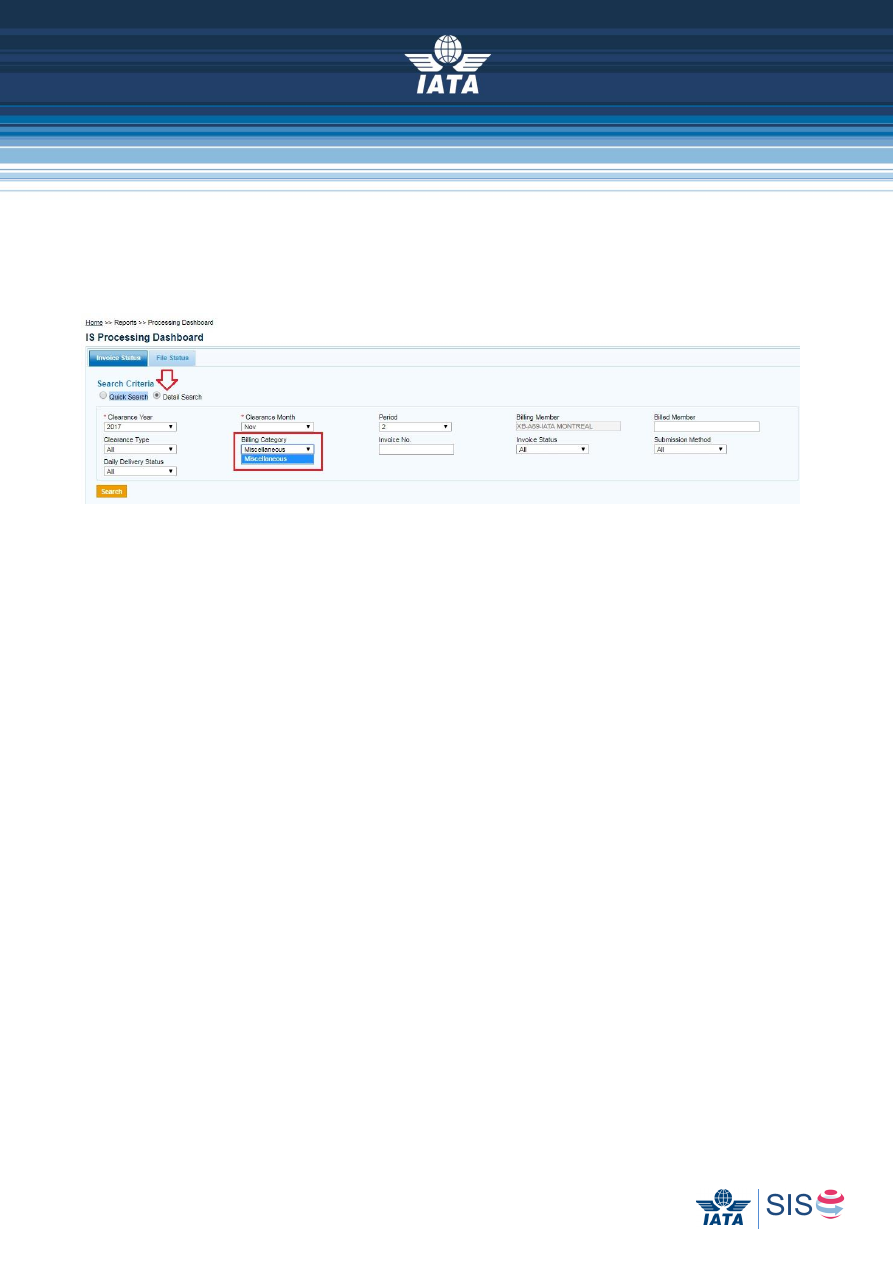 IATA
Home >> Reports >> Processing Dashboard
IS Processing Dashboard
Invoice Status File Status
Search Criteria
Quick Search Detail Search
* Clearance Year * Clearance Month Period Billing Member Billed Member
2017 Nov 2 XB-A69-IATA MONTREAL
Clearance Type Billing Category Invoice No. Invoice Status Submission Method
All Miscellaneous All All
Daily Delivery Status Miscellaneous
All
Search
IATA SIS